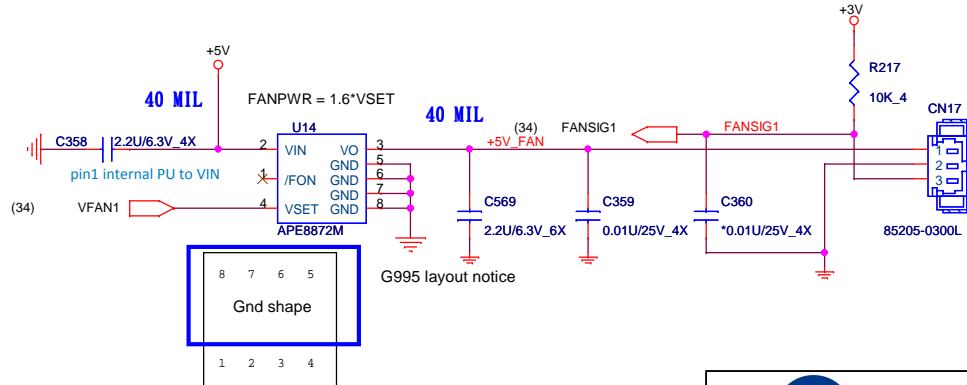 +3V
+5V
R217
10K_4
40 MIL
FANPWR = 1.6*VSET
40 MIL
CN17
U14
(34)
FANSIG1
FANSIG1
C358
2.2U/6.3V_4X
2
VIN
VO
3
+5V_FAN
1
GND
5
2
pin1 internal PU to VIN
1
/FON
GND
6
3
GND
7
(34)
VFAN1
4
VSET
GND
8
C569
C359
C360
APE8872M
2.2U/6.3V_6X
0.01U/25V_4X
*0.01U/25V_4X
85205-0300L
G995 layout notice
8 7 6 5
Gnd shape
1 2 3 4